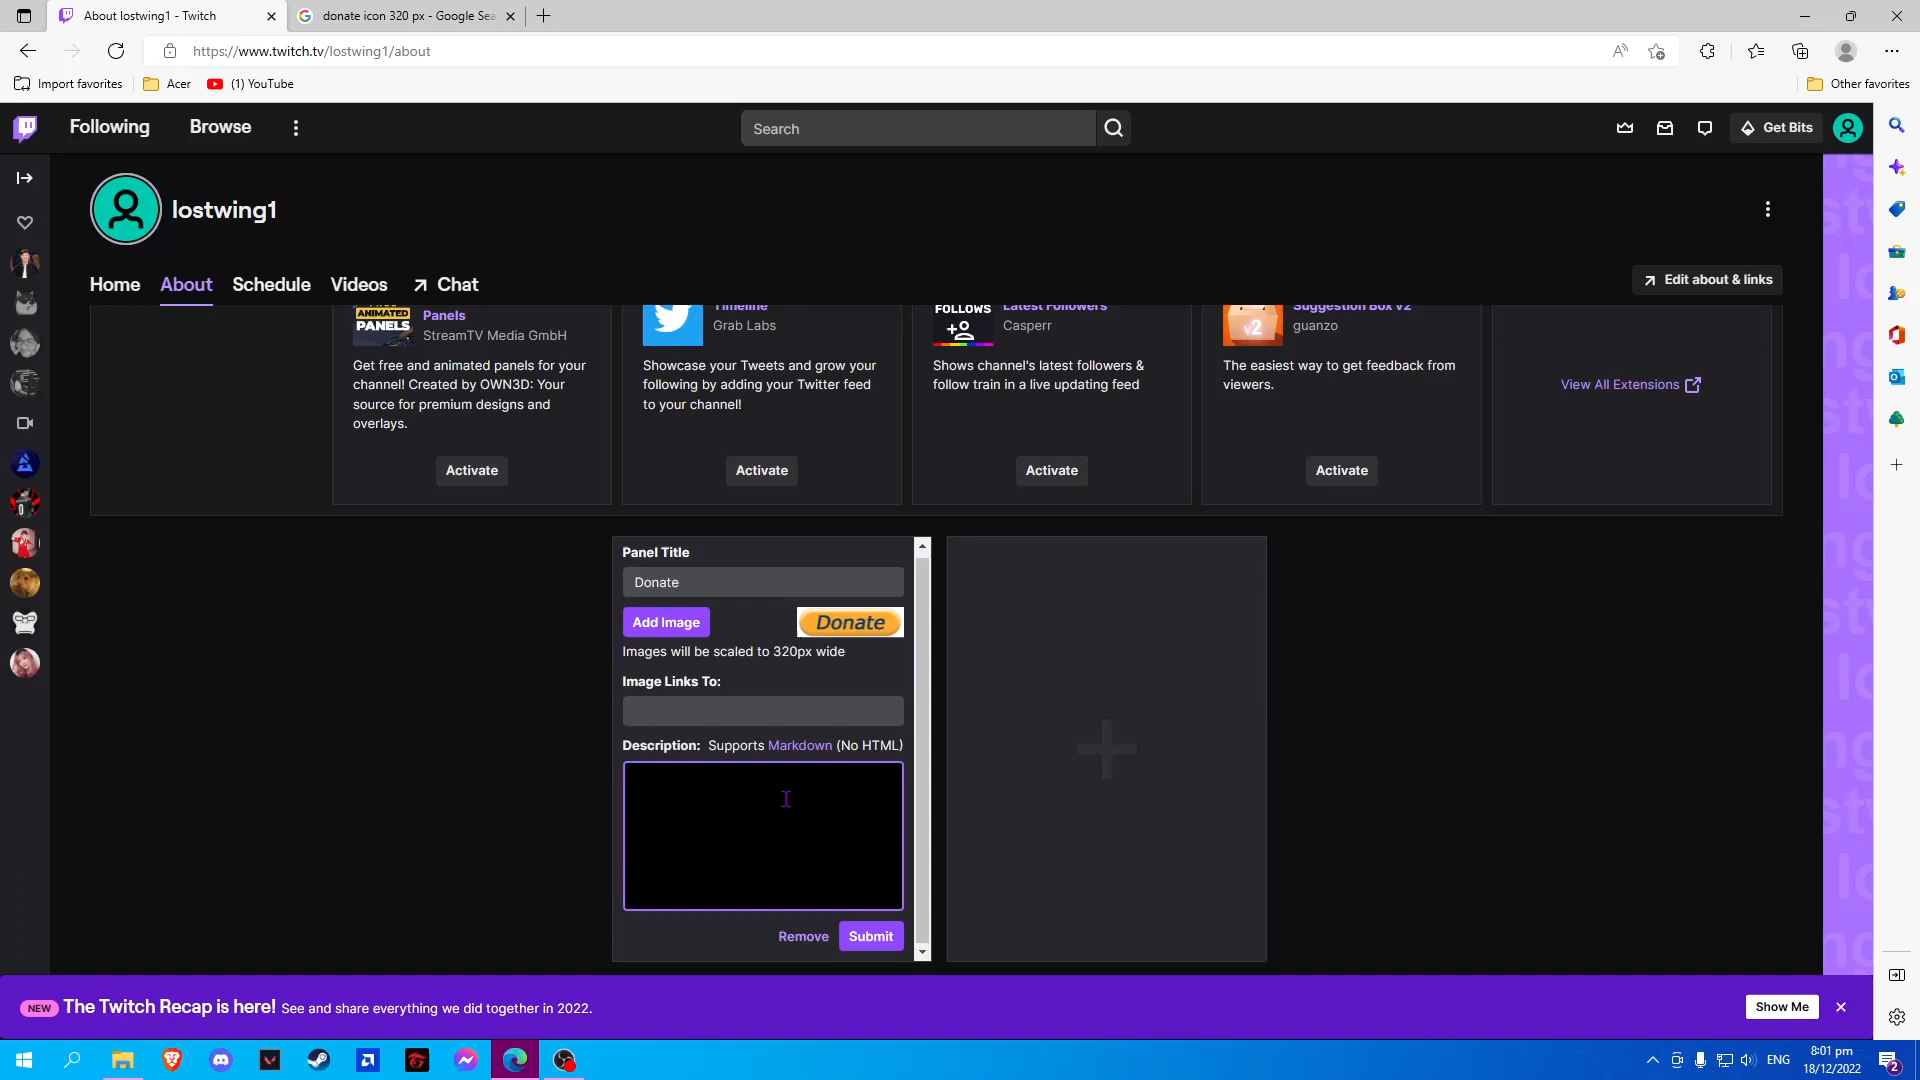 About lostwing1 - Twitch
donate icon 320 px - Google Sea
https://www.twitch.tv/lostwing1/about
Import favorites
Acer
(1) YouTube
Other favorites
Following
Browse
Search
Get Bits
lostwing1
Home
About
Schedule
Videos
Chat
Edit about & links
ANIMATED
PANELS
Panels
StreamTV Media GmbH
Get free and animated panels for your
channel! Created by OWN3D: Your
source for premium designs and
overlays.
Activate
Timeline
Grab Labs
Showcase your Tweets and grow your
following by adding your Twitter feed
to your channel!
Activate
FOLLOWS
Latest Followers
Casperr
Shows channel's latest followers &
follow train in a live updating feed
Activate
v2
Suggestion Box v2
guanzo
The easiest way to get feedback from
viewers.
Activate
View All Extensions
Panel Title
Donate
Add Image
Donate
Images will be scaled to 320px wide
Image Links To:
Description: Supports Markdown (No HTML)
Remove
Submit
NEW The Twitch Recap is here! See and share everything we did together in 2022.
Show Me
ENG
8:01 pm
18/12/2022
2